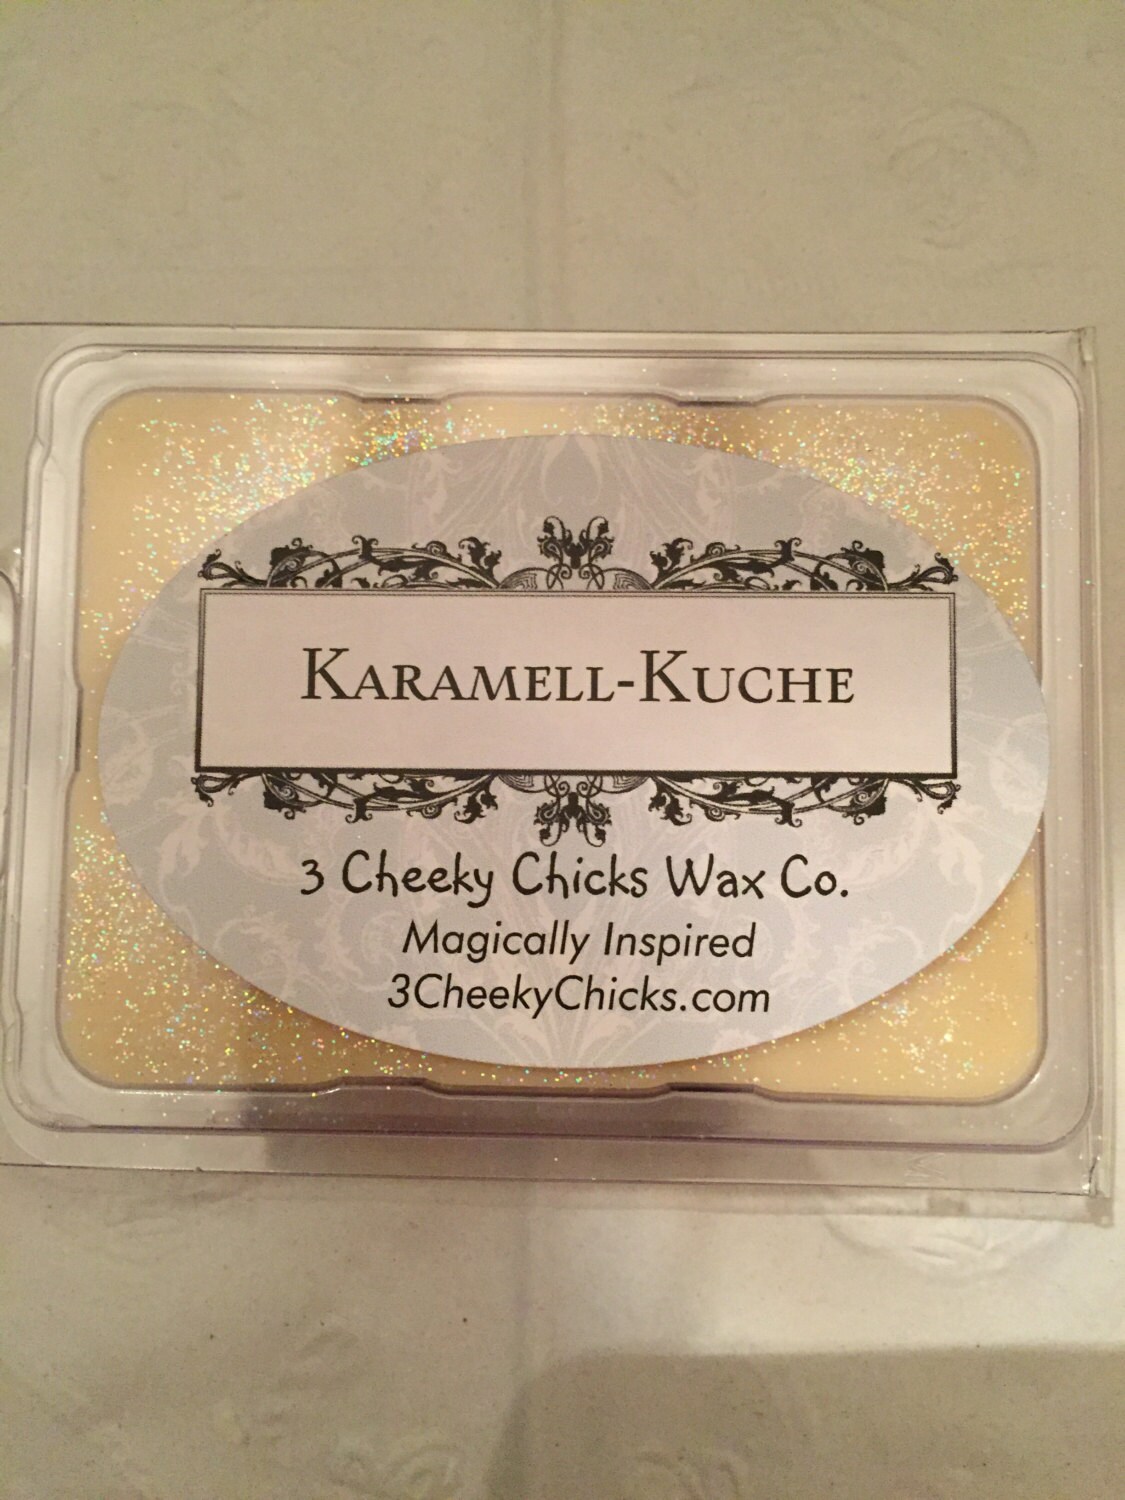 KARAMELL-KUCHE
3 Cheeky Chicks Wax Co.
Magically Inspired
3CheekyChicks.com